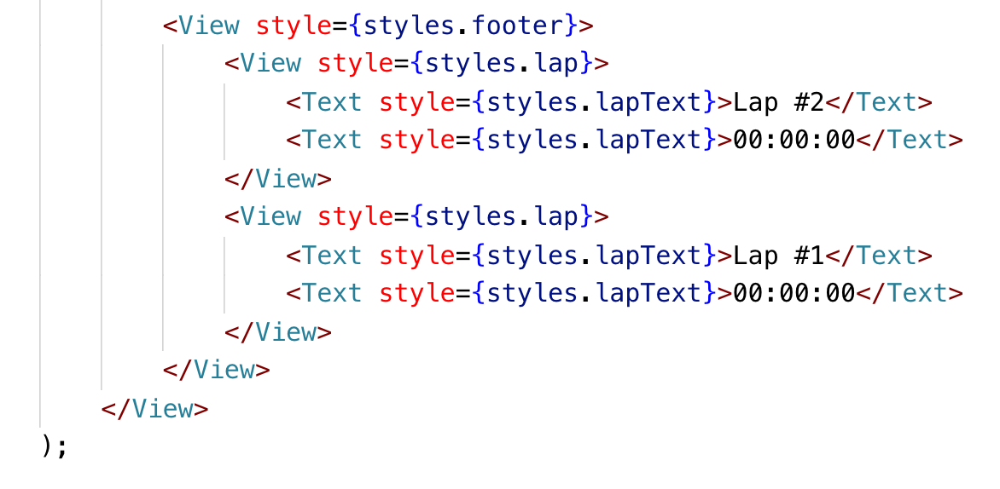 <View style={styles.footer}>
<View style={styles.lap}>
<Text style={styles.lapText}>Lap #2</Text>
<Text style={styles.lapText}>00:00:00</Text>
</View>
<View style={styles.lap}>
<Text style={styles.lapText}>Lap #1</Text>
<Text style={styles.lapText}>00:00:00</Text>
</View>
</View>
</View>
);